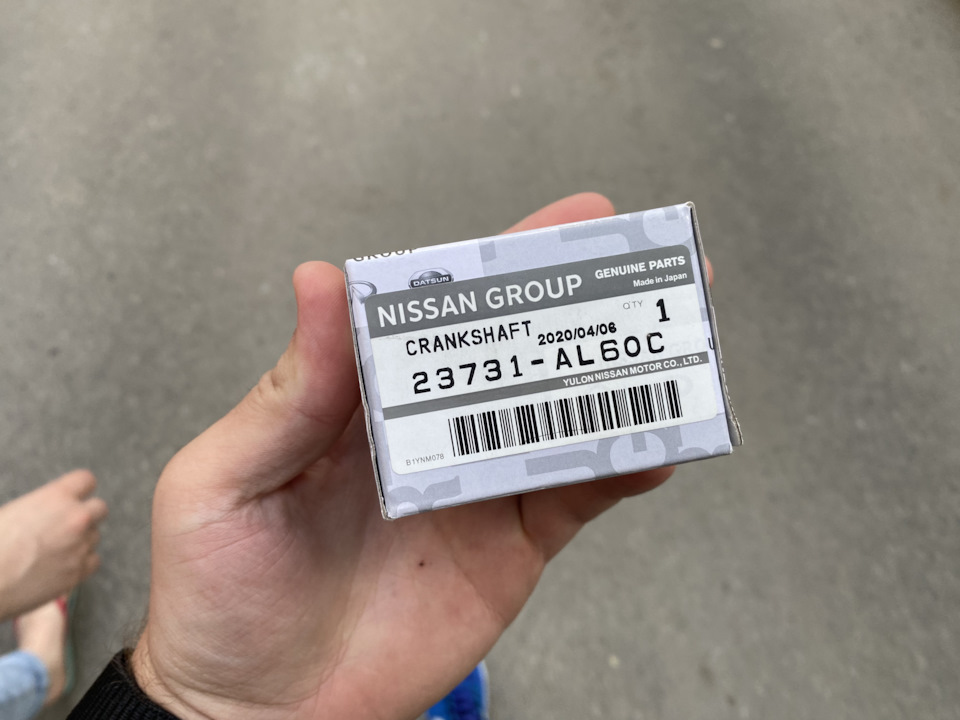 GROUP
DATSUN
NISSAN GROUP
GENUINE PARTS
Made in Japan
QTY 1
CRANKSHAFT 2020/04/06
23731-AL60C
YULON NISSAN MOTOR CO., LTD.
B1YNM078